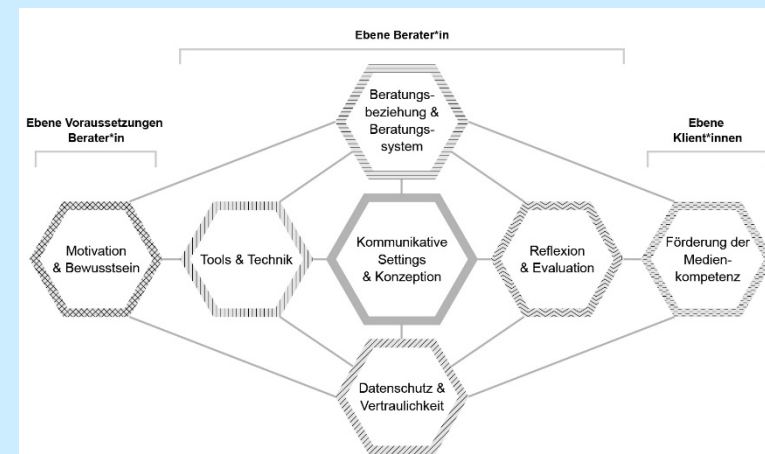 Ebene Berater*in
Beratungs-
beziehung &
Beratungs-
system
Ebene Voraussetzungen
Berater*in
Ebene
Klient*innen
Motivation
& Bewusstsein
Tools & Technik
Kommunikative
Settings
& Konzeption
Reflexion
& Evaluation
Förderung der
Medien-
kompetenz
Datenschutz &
Vertraulichkeit